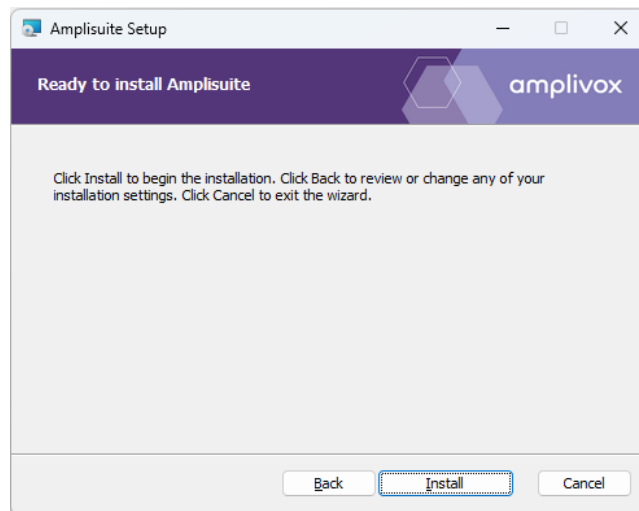 Amplisuite Setup
Ready to install Amplisuite
amplivox
Click Install to begin the installation. Click Back to review or change any of your
installation settings. Click Cancel to exit the wizard.
Back
Install
Cancel